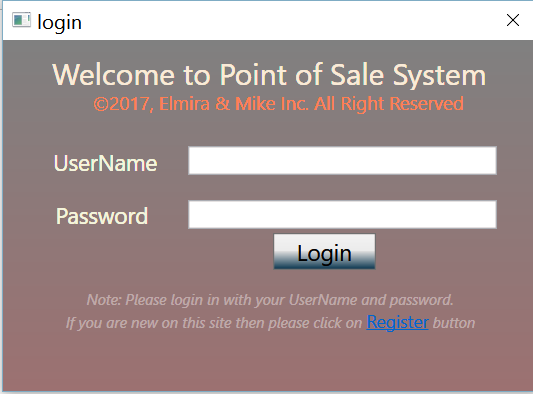 login
Welcome to Point of Sale System
©2017, Elmira & Mike Inc. All Right Reserved
UserName
Password
Login
Note: Please login in with your UserName and password.
If you are new on this site then please click on Register button